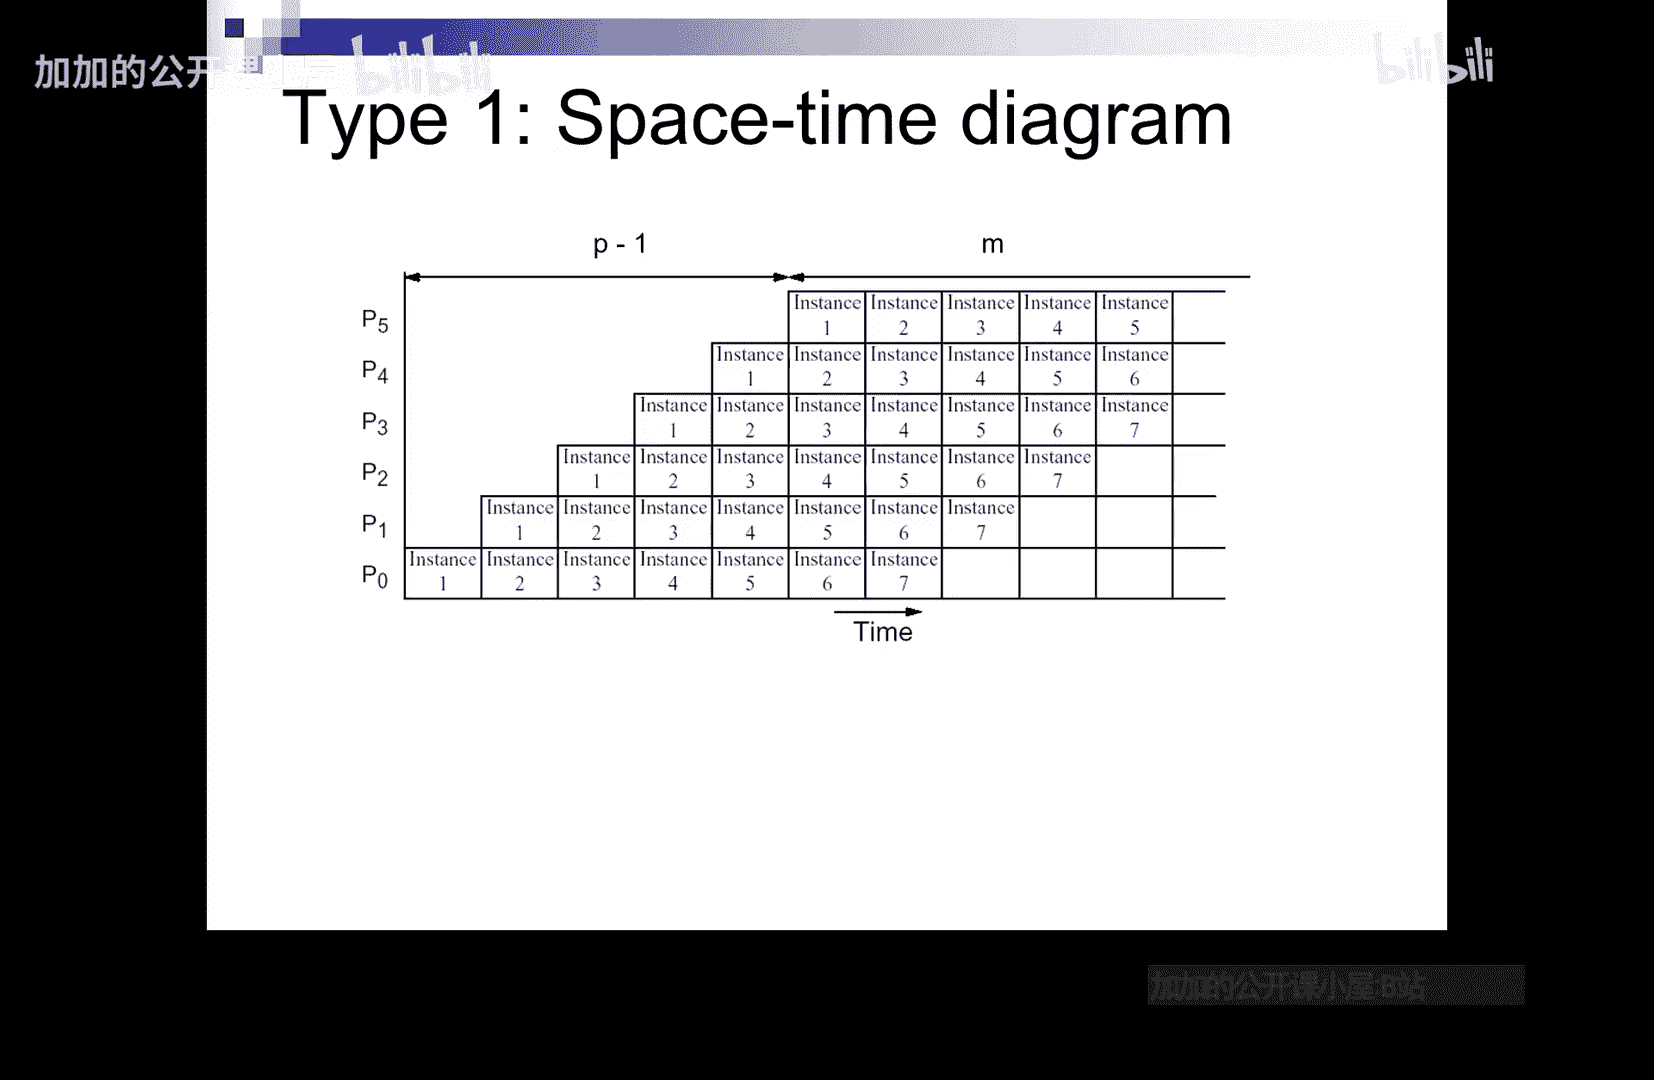 加加的公开课
bilibili
bilibili
Type 1: Space-time diagram
p - 1 m
P5 Instance 1 Instance 2 Instance 3 Instance 4 Instance 5
P4 Instance 1 Instance 2 Instance 3 Instance 4 Instance 5 Instance 6
P3 Instance 1 Instance 2 Instance 3 Instance 4 Instance 5 Instance 6 Instance 7
P2 Instance 1 Instance 2 Instance 3 Instance 4 Instance 5 Instance 6 Instance 7
P1 Instance 1 Instance 2 Instance 3 Instance 4 Instance 5 Instance 6 Instance 7
P0 Instance 1 Instance 2 Instance 3 Instance 4 Instance 5 Instance 6 Instance 7
Time
加加的公开课小屋 B站